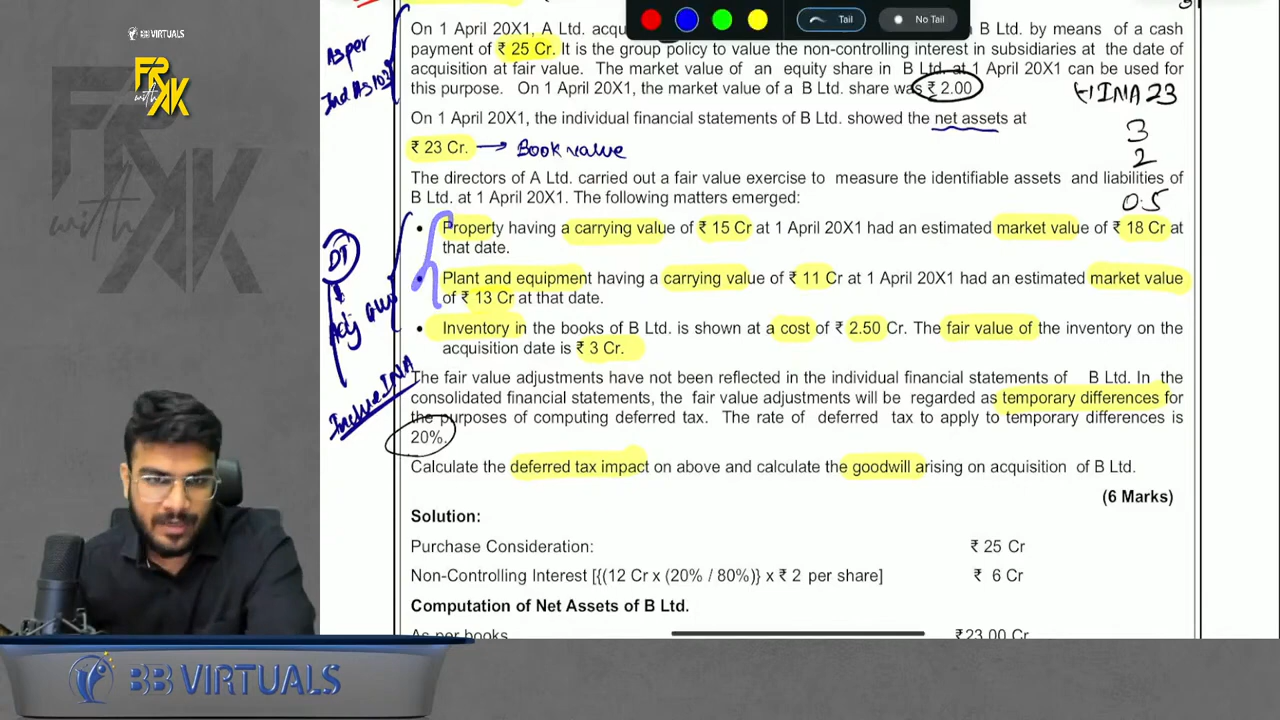 BB VIRTUALS
FR
with
AK
FR
with
AK
Tail
No Tail
As per
Ind AS 103
On 1 April 20X1, A Ltd. acqu B Ltd. by means of a cash
payment of ₹ 25 Cr. It is the group policy to value the non-controlling interest in subsidiaries at the date of
acquisition at fair value. The market value of an equity share in B Ltd. at 1 April 20X1 can be used for
this purpose. On 1 April 20X1, the market value of a B Ltd. share was ₹ 2.00
INA 23
3
2
0.5
On 1 April 20X1, the individual financial statements of B Ltd. showed the net assets at
₹ 23 Cr. → Book value
The directors of A Ltd. carried out a fair value exercise to measure the identifiable assets and liabilities of
B Ltd. at 1 April 20X1. The following matters emerged:
• Property having a carrying value of ₹ 15 Cr at 1 April 20X1 had an estimated market value of ₹ 18 Cr at
that date.
• Plant and equipment having a carrying value of ₹ 11 Cr at 1 April 20X1 had an estimated market value
of ₹ 13 Cr at that date.
• Inventory in the books of B Ltd. is shown at a cost of ₹ 2.50 Cr. The fair value of the inventory on the
acquisition date is ₹ 3 Cr.
DT
Adj
INA
The fair value adjustments have not been reflected in the individual financial statements of B Ltd. In the
consolidated financial statements, the fair value adjustments will be regarded as temporary differences for
the purposes of computing deferred tax. The rate of deferred tax to apply to temporary differences is
20%.
Calculate the deferred tax impact on above and calculate the goodwill arising on acquisition of B Ltd.
(6 Marks)
Solution:
Purchase Consideration: ₹ 25 Cr
Non-Controlling Interest [{(12 Cr x (20% / 80%)} x ₹ 2 per share] ₹ 6 Cr
Computation of Net Assets of B Ltd.
As per books ₹23.00 Cr
BB VIRTUALS